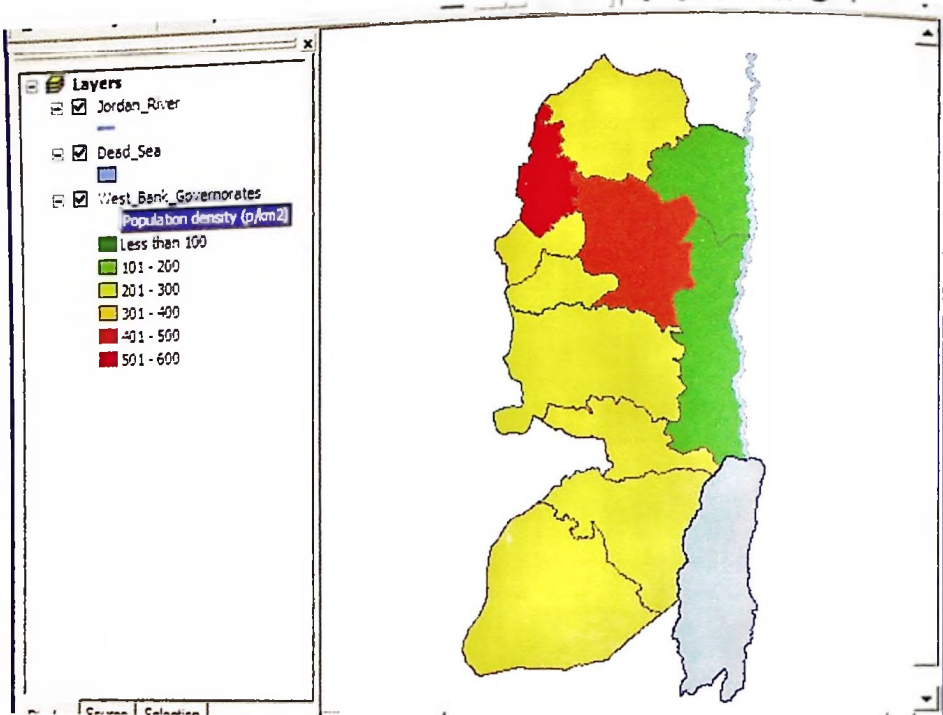 Layers
Jordan_River
Dead_Sea
West_Bank_Governorates
Population density (p/km2)
Less than 100
101 - 200
201 - 300
301 - 400
401 - 500
501 - 600
Source
Selection